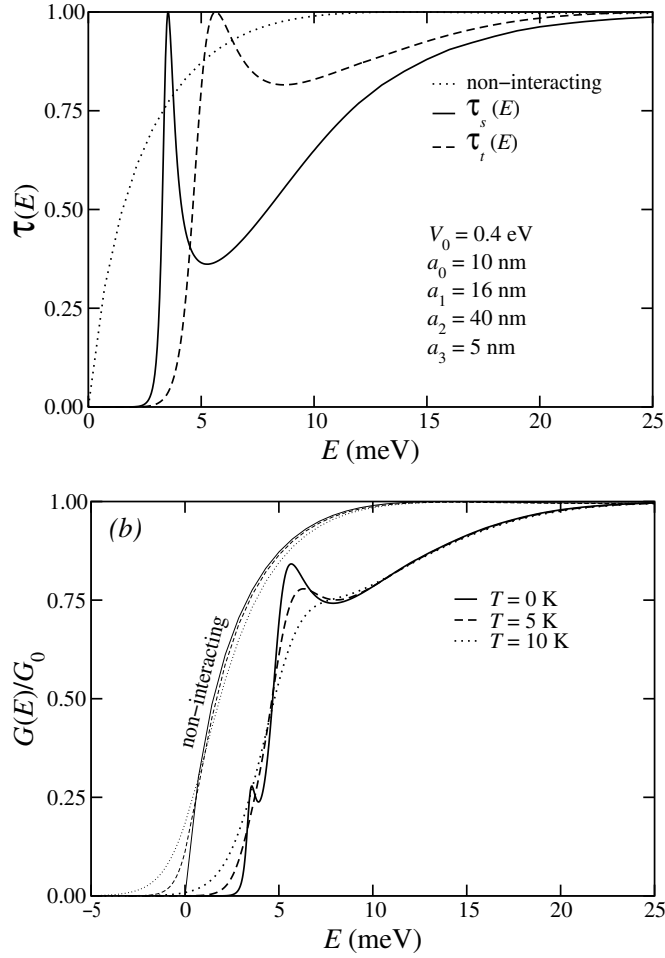 1.00
0.75
0.50
0.25
0.00
τ(E)
non−interacting
τs (E)
τt (E)
V0 = 0.4 eV
a0 = 10 nm
a1 = 16 nm
a2 = 40 nm
a3 = 5 nm
0 5 10 15 20 25
E (meV)
(b)
1.00
0.75
0.50
0.25
0.00
G(E)/G0
non−interacting
T = 0 K
T = 5 K
T = 10 K
-5 0 5 10 15 20 25
E (meV)